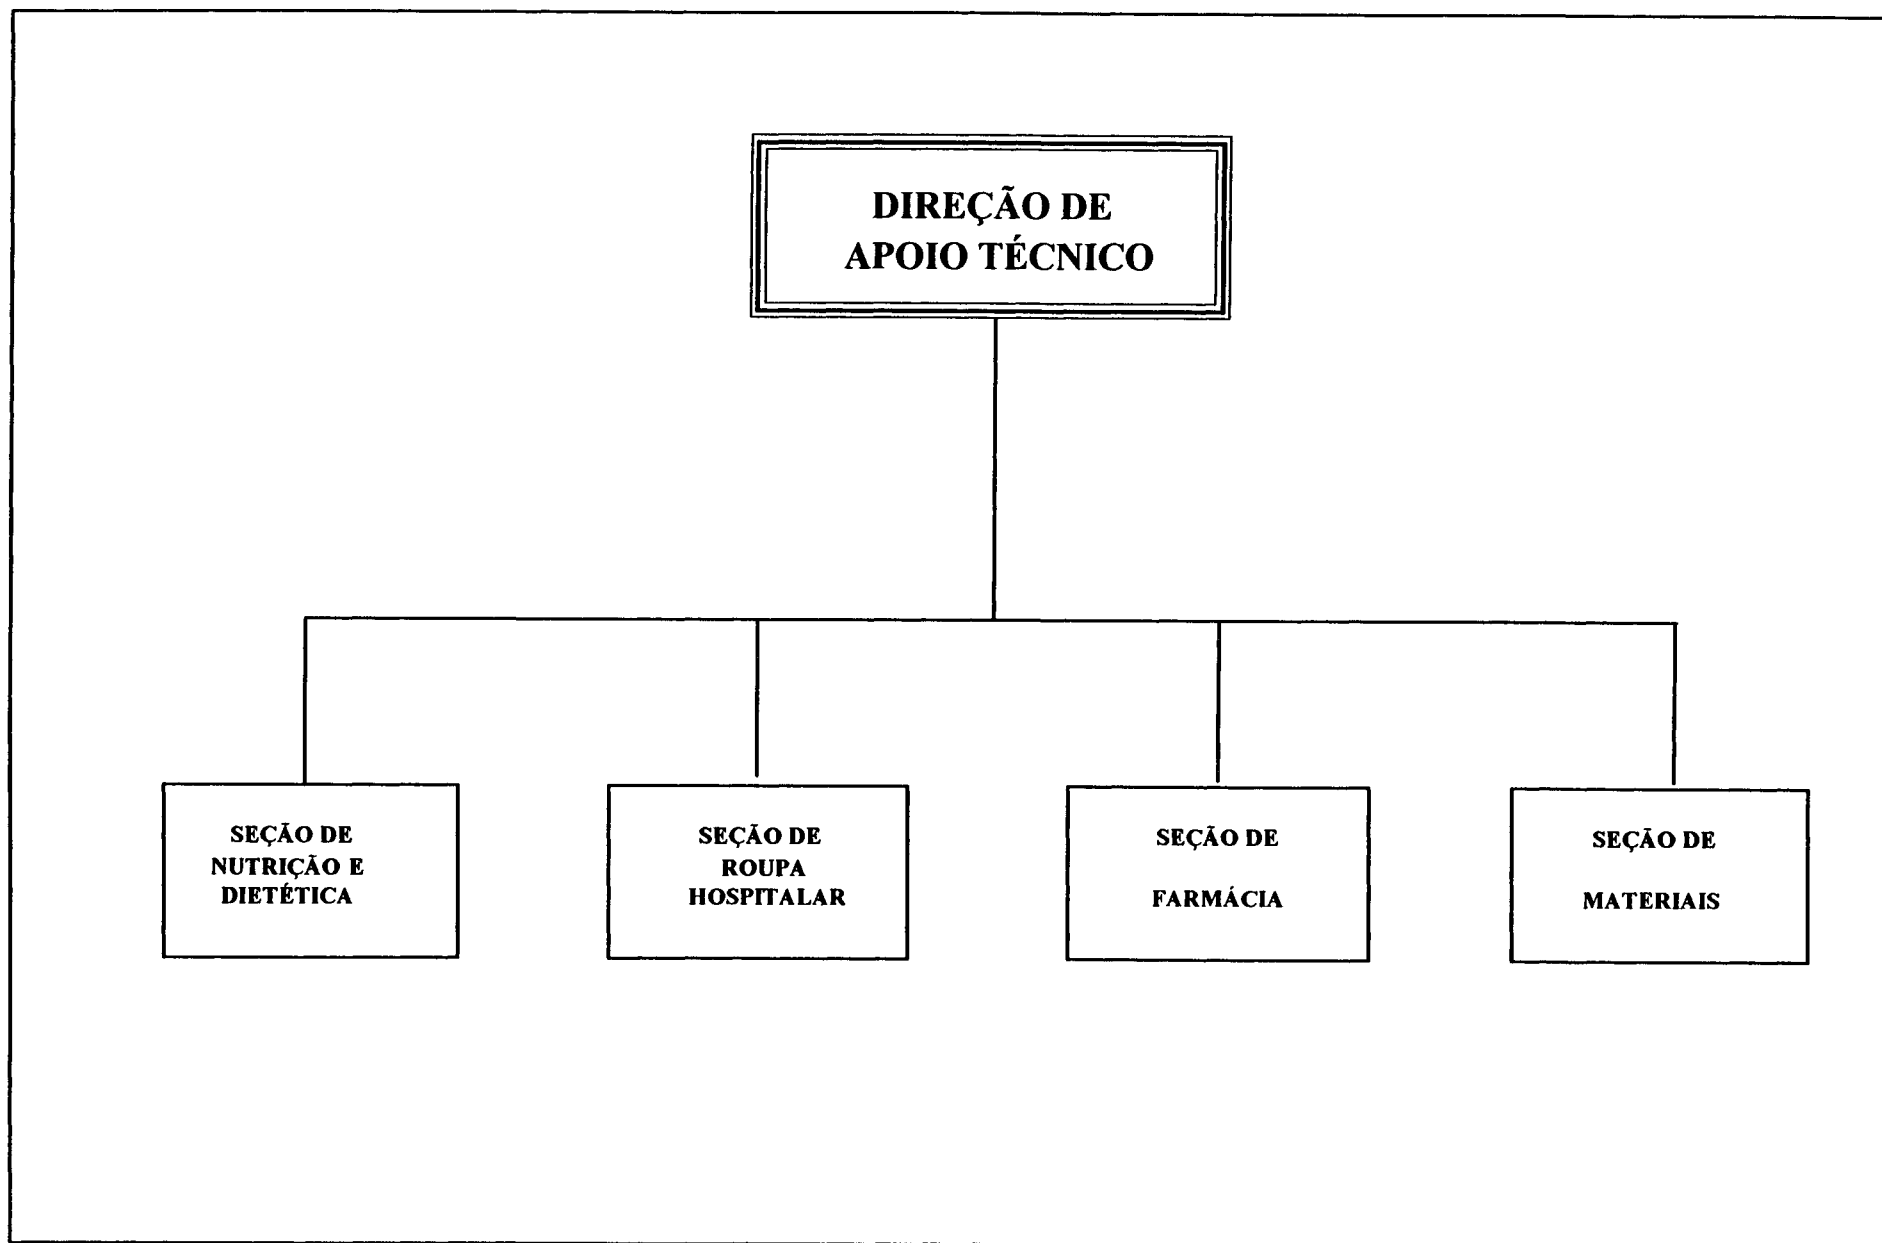 DIREÇÃO DE
APOIO TÉCNICO
SEÇÃO DE
NUTRIÇÃO E
DIETÉTICA
SEÇÃO DE
ROUPA
HOSPITALAR
SEÇÃO DE
FARMÁCIA
SEÇÃO DE
MATERIAIS